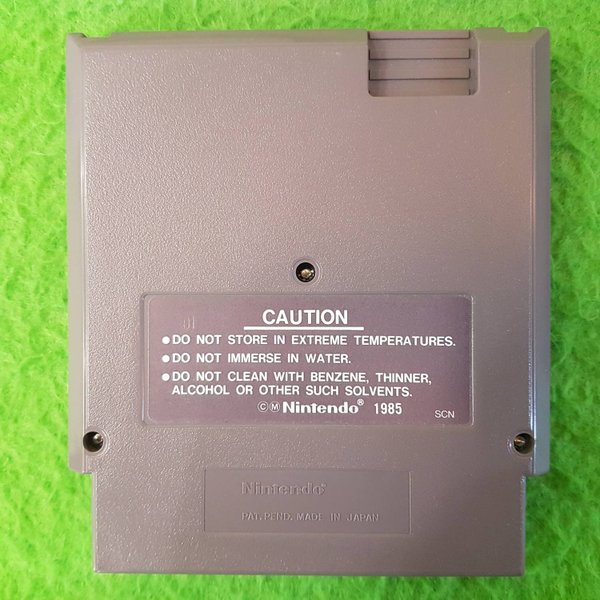 CAUTION
●DO NOT STORE IN EXTREME TEMPERATURES.
●DO NOT IMMERSE IN WATER.
●DO NOT CLEAN WITH BENZENE, THINNER,
ALCOHOL OR OTHER SUCH SOLVENTS.
©Ⓜ Nintendo® 1985 SCN
Nintendo®
PAT. PEND. MADE IN JAPAN